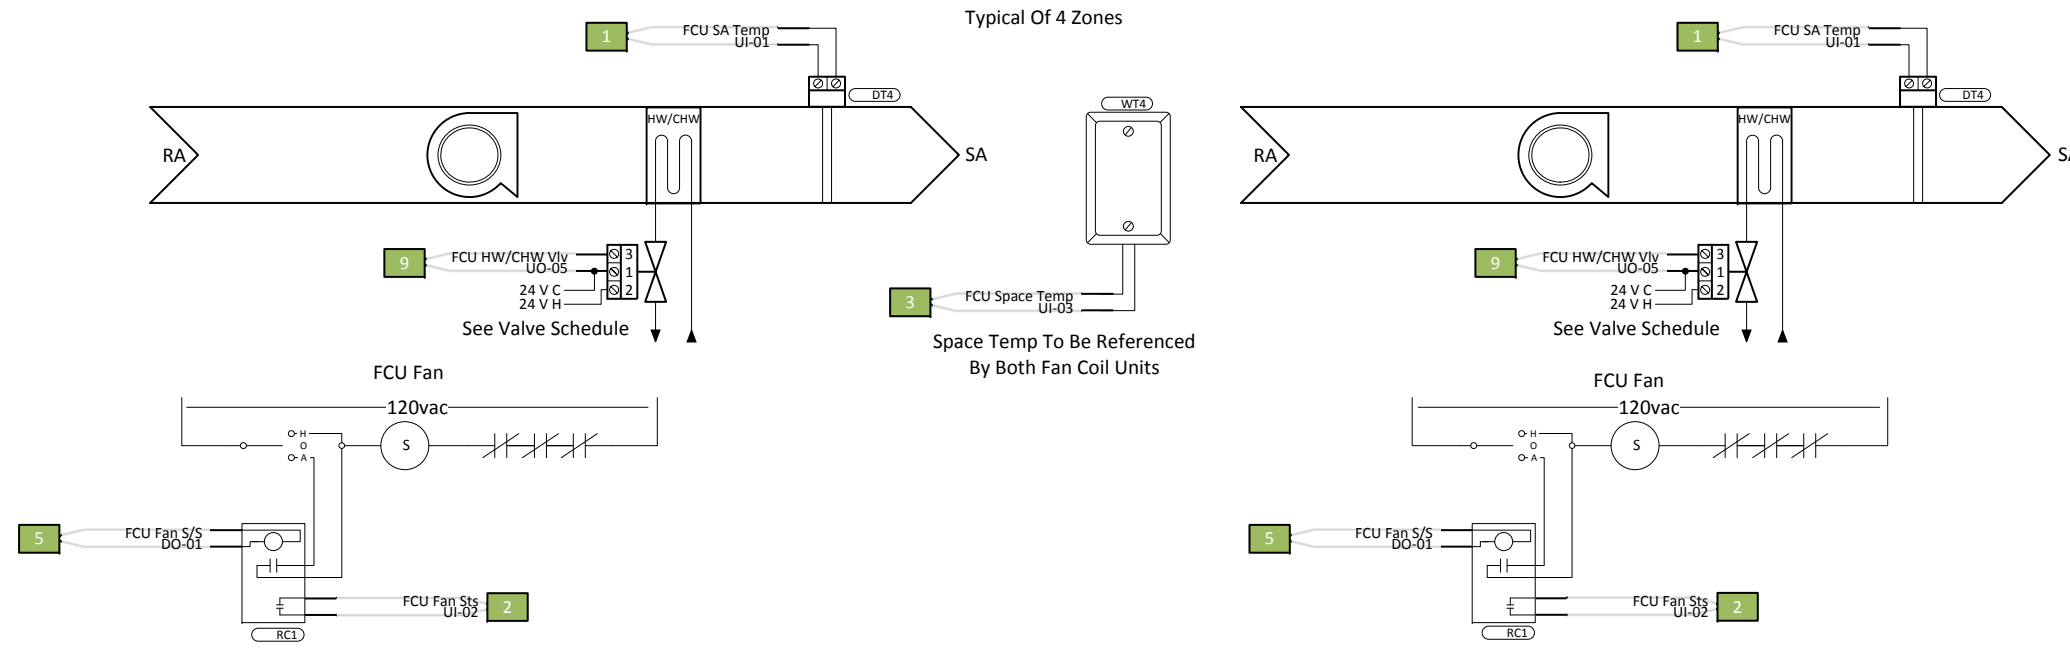 Typical Of 4 Zones
1
FCU SA Temp
UI-01
DT4
HW/CHW
RA
SA
9
FCU HW/CHW Vlv
UO-05
3
1
2
24 V C
24 V H
See Valve Schedule
WT4
3
FCU Space Temp
UI-03
Space Temp To Be Referenced
By Both Fan Coil Units
1
FCU SA Temp
UI-01
DT4
HW/CHW
RA
SA
9
FCU HW/CHW Vlv
UO-05
3
1
2
24 V C
24 V H
See Valve Schedule
FCU Fan
120vac
H
O
A
S
5
FCU Fan S/S
DO-01
FCU Fan Sts
UI-02
2
RC1
FCU Fan
120vac
H
O
A
S
5
FCU Fan S/S
DO-01
FCU Fan Sts
UI-02
2
RC1